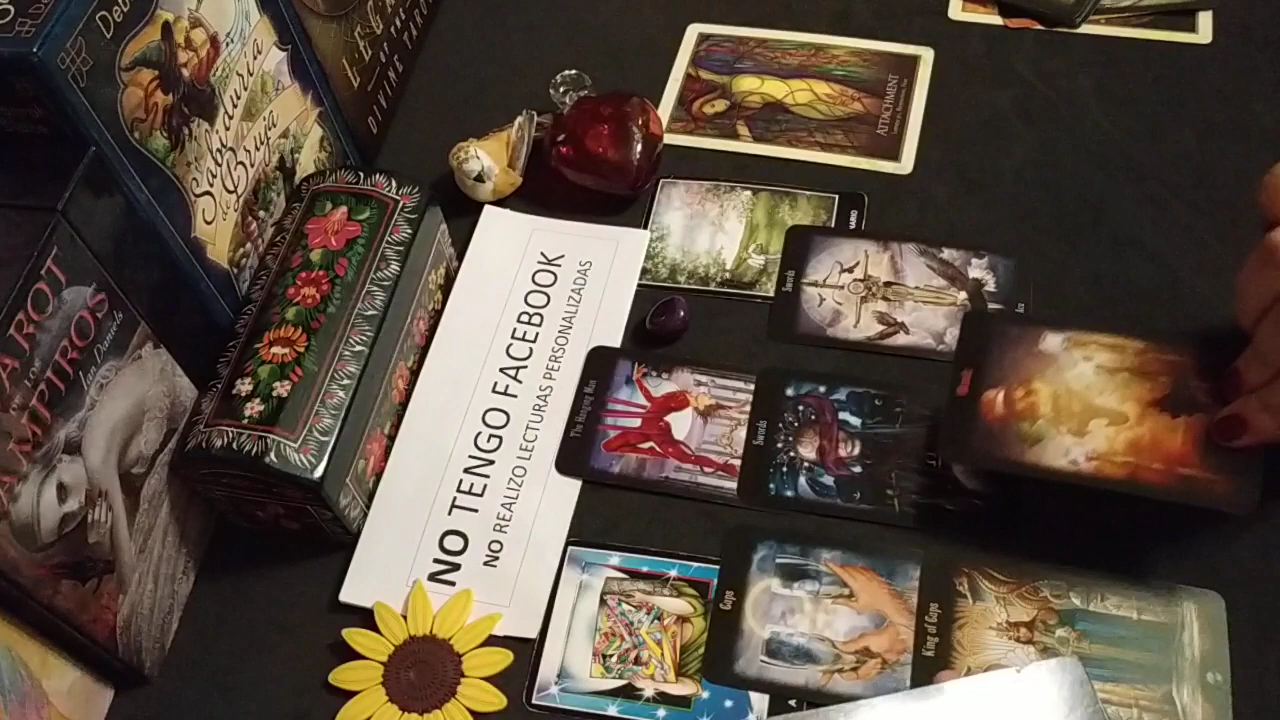 Sabiduría
de Bruja
DIVINE TAROT
TAROT
VAMPIROS
Ian Daniels
NO TENGO FACEBOOK
NO REALIZO LECTURAS PERSONALIZADAS
ATTACHMENT
Swords
The Hanging Man
Swords
Cups
King of Cups